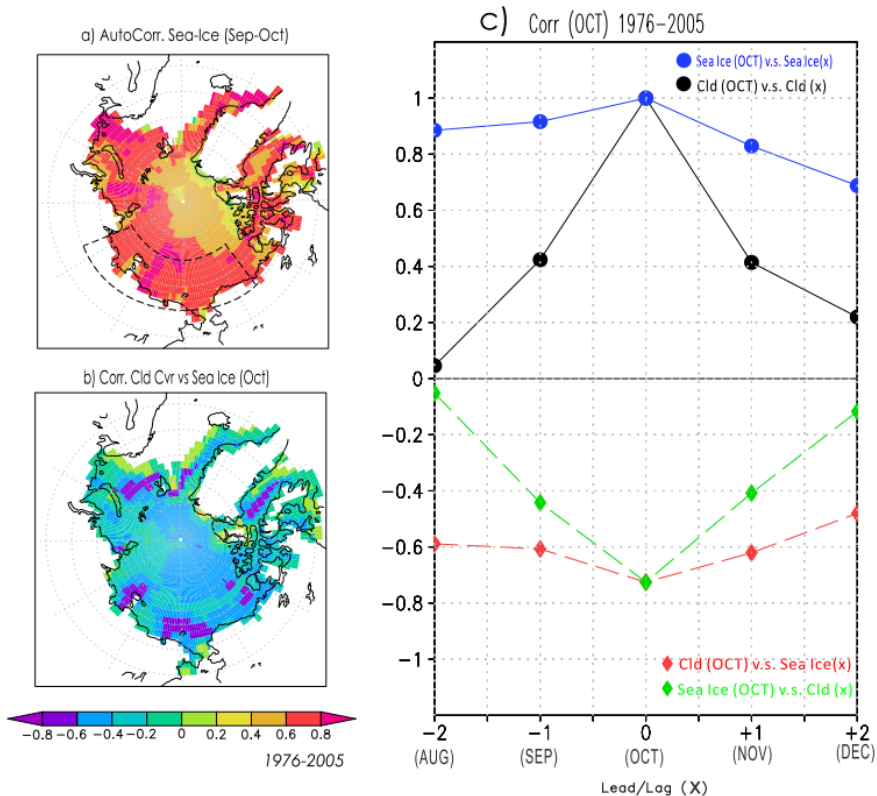 a) AutoCorr. Sea-Ice (Sep-Oct)
b) Corr. Cld Cvr vs Sea Ice (Oct)
-0.8 -0.6 -0.4 -0.2 0 0.2 0.4 0.6 0.8
1976-2005
c) Corr (OCT) 1976-2005
Sea Ice (OCT) v.s. Sea Ice(x)
Cld (OCT) v.s. Cld (x)
1
0.8
0.6
0.4
0.2
0
-0.2
-0.4
-0.6
-0.8
-1
Cld (OCT) v.s. Sea Ice(x)
Sea Ice (OCT) v.s. Cld (x)
-2 -1 0 +1 +2
(AUG) (SEP) (OCT) (NOV) (DEC)
Lead/Lag (X)